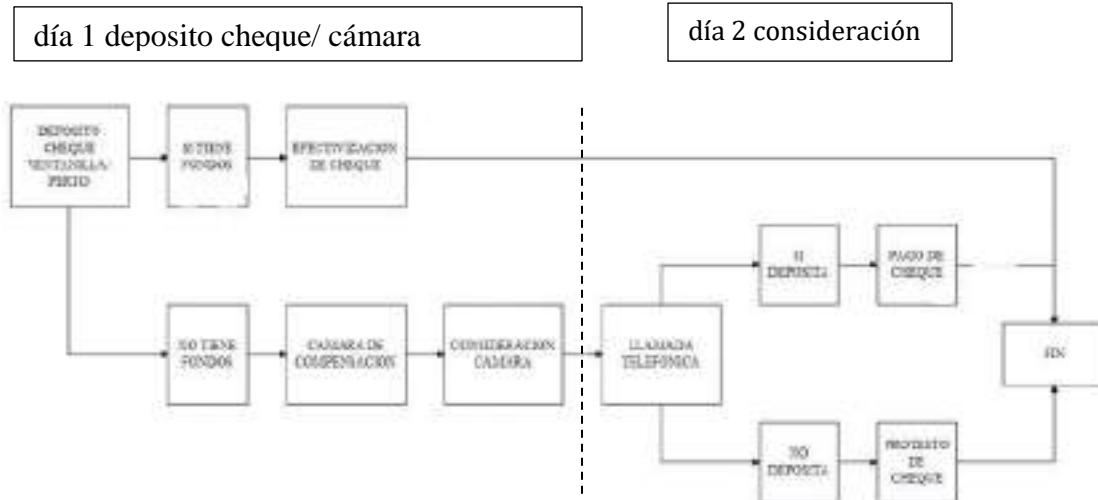 día 1 deposito cheque/ cámara
día 2 consideración
DEPOSITO
CHEQUE
VENTANILLA/
SI TIENE
FONDOS
EFECTIVIZACION
DE CHEQUE
SI
DEPOSITA
PAGO DE
CHEQUE
NO TIENE
FONDOS
CAMARA DE
COMPENSACION
CONSIDERACION
CAMARA
LLAMADA
TELEFONICA
FIN
NO
DEPOSITA
PROTESTO
DE
CHEQUE